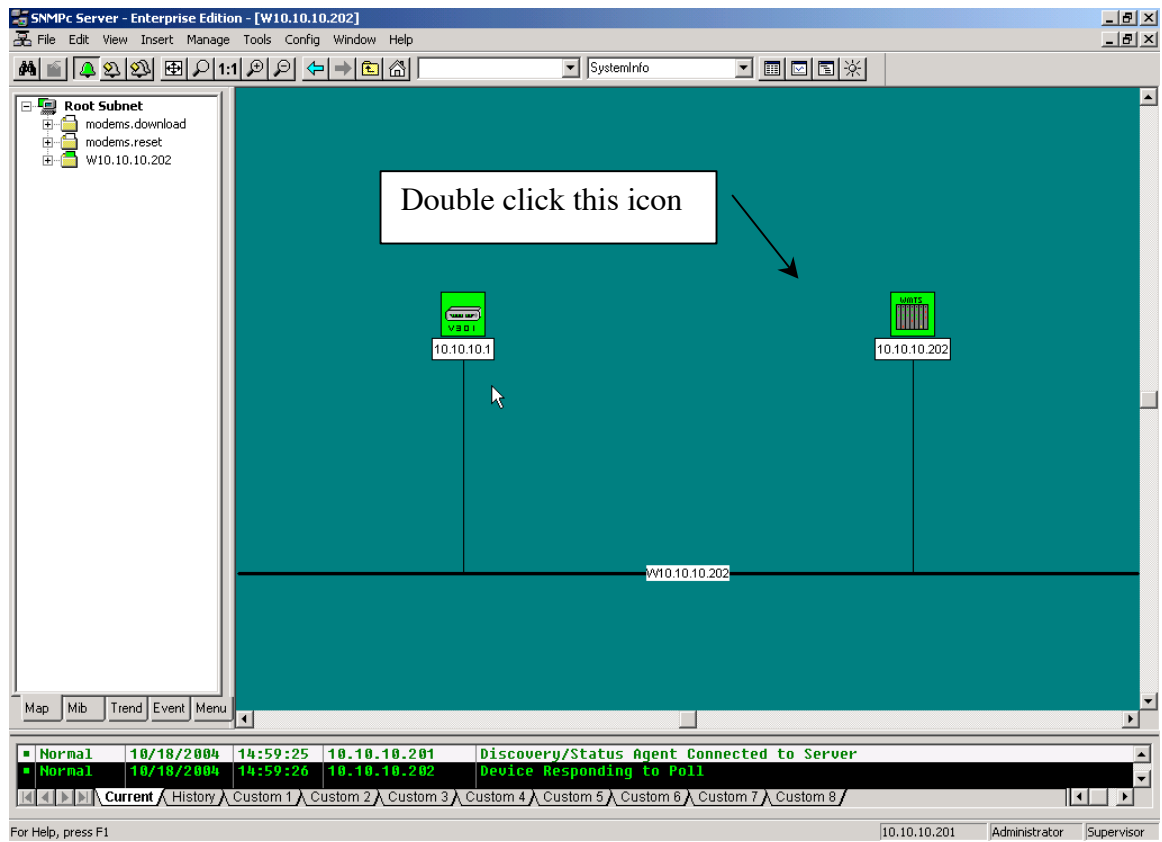 SNMPc Server - Enterprise Edition - [W10.10.10.202]
File Edit View Insert Manage Tools Config Window Help
1:1 SystemInfo
Root Subnet
modems.download
modems.reset
W10.10.10.202
Double click this icon
V301
WMTS
10.10.10.1
10.10.10.202
W10.10.10.202
Map Mib Trend Event Menu
Normal 10/18/2004 14:59:25 10.10.10.201 Discovery/Status Agent Connected to Server
Normal 10/18/2004 14:59:26 10.10.10.202 Device Responding to Poll
Current History Custom 1 Custom 2 Custom 3 Custom 4 Custom 5 Custom 6 Custom 7 Custom 8
For Help, press F1 10.10.10.201 Administrator Supervisor